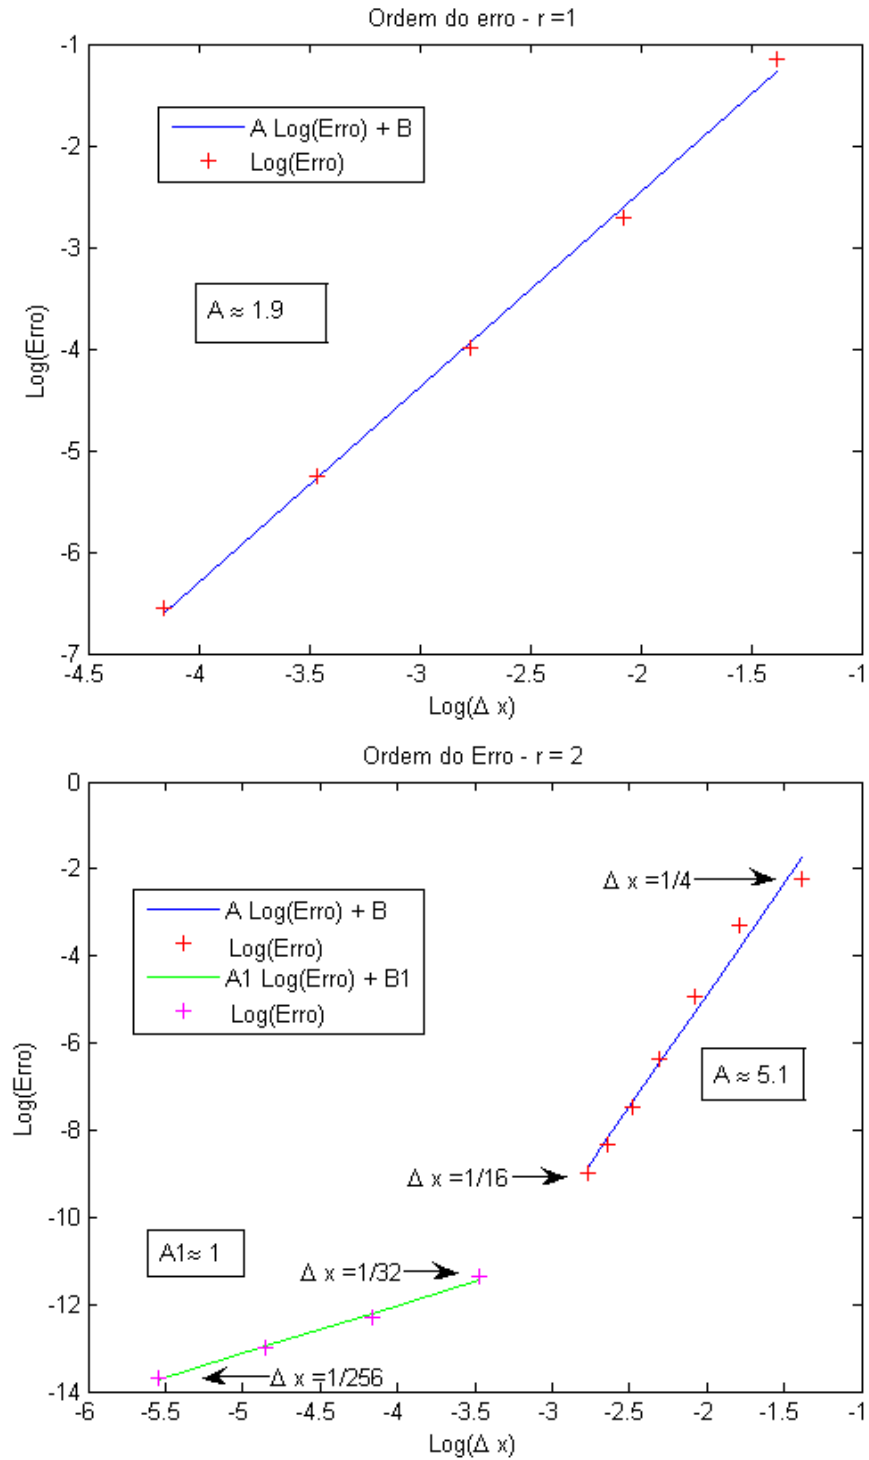 Ordem do erro - r =1
-1
-2
-3
-4
-5
-6
-7
A Log(Erro) + B
Log(Erro)
A ≈ 1.9
Log(Erro)
-4.5 -4 -3.5 -3 -2.5 -2 -1.5 -1
Log(Δ x)
Ordem do Erro - r = 2
0
-2
-4
-6
-8
-10
-12
-14
Δ x =1/4
A Log(Erro) + B
Log(Erro)
A1 Log(Erro) + B1
Log(Erro)
A ≈ 5.1
Log(Erro)
Δ x =1/16
A1≈ 1
Δ x =1/32
Δ x =1/256
-6 -5.5 -5 -4.5 -4 -3.5 -3 -2.5 -2 -1.5 -1
Log(Δ x)